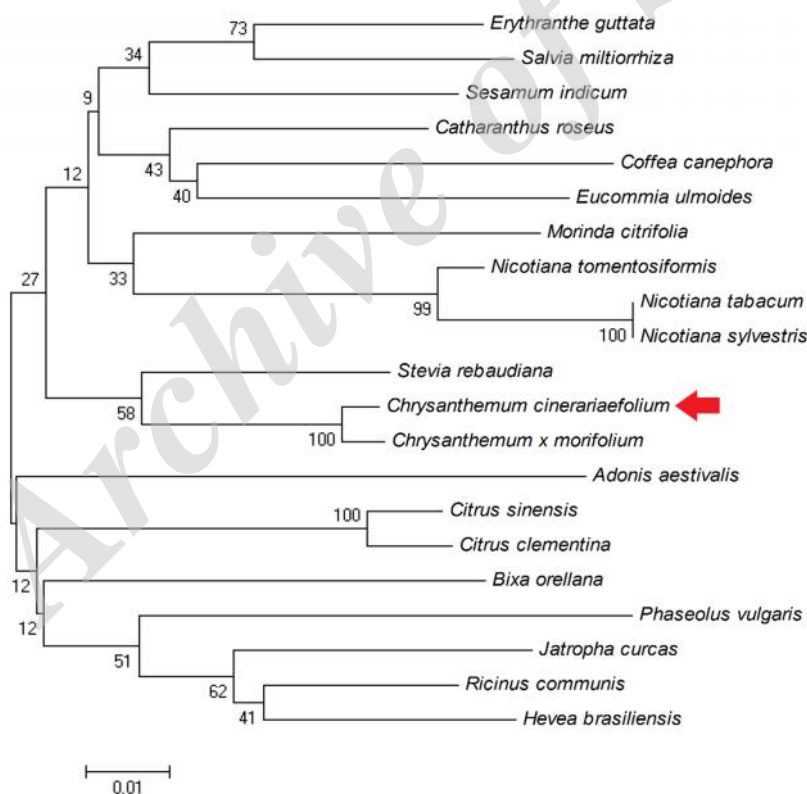 Erythranthe guttata
73
Salvia miltiorrhiza
34
Sesamum indicum
9
Catharanthus roseus
43
Coffea canephora
12
40
Eucommia ulmoides
Morinda citrifolia
33
Nicotiana tomentosiformis
27
99
Nicotiana tabacum
100
Nicotiana sylvestris
Stevia rebaudiana
58
Chrysanthemum cinerariaefolium
100
Chrysanthemum x morifolium
Adonis aestivalis
100
Citrus sinensis
Citrus clementina
12
Bixa orellana
12
Phaseolus vulgaris
51
Jatropha curcas
62
Ricinus communis
41
Hevea brasiliensis
0.01
Archive of